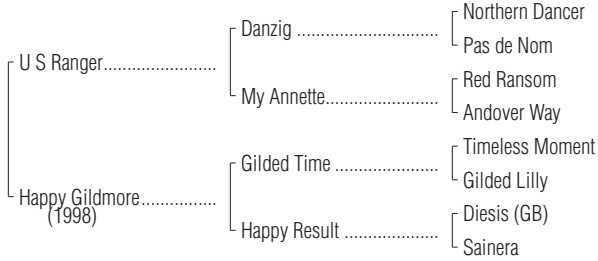 Northern Dancer
Danzig ................................
Pas de Nom
U S Ranger.........................
Red Ransom
My Annette.........................
Andover Way
Timeless Moment
Gilded Time .......................
Gilded Lilly
Happy Gildmore.................
(1998)
Diesis (GB)
Happy Result .....................
Sainera